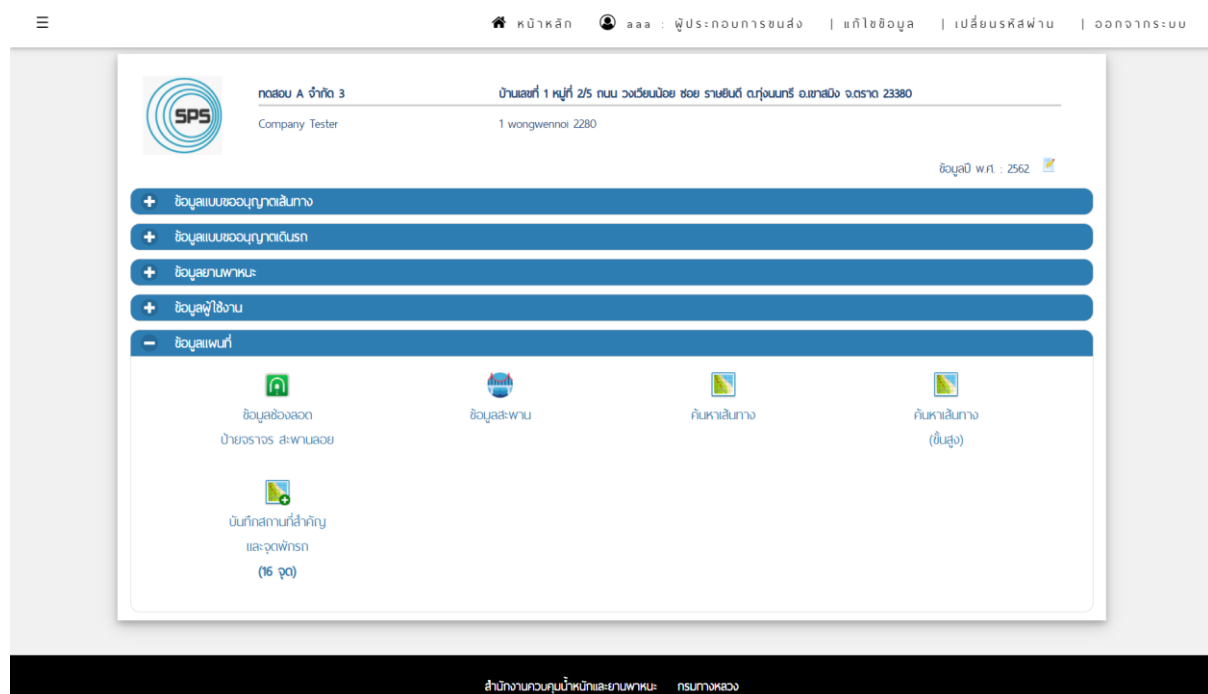 ☰ หน้าหลัก aaa : ผู้ประกอบการขนส่ง | แก้ไขข้อมูล | เปลี่ยนรหัสผ่าน | ออกจากระบบ
SPS
ทดสอบ A จำกัด 3 บ้านเลขที่ 1 หมู่ที่ 2/5 ถนน วงเวียนน้อย ซอย ราษยินดี ต.ทุ่งนนทรี อ.เขาสมิง จ.ตราด 23380
Company Tester 1 wongwennoi 2280
ข้อมูลปี พ.ศ. : 2562
ข้อมูลแบบขออนุญาตเส้นทาง
ข้อมูลแบบขออนุญาตเดินรถ
ข้อมูลยานพาหนะ
ข้อมูลผู้ใช้งาน
ข้อมูลแผนที่
ข้อมูลช่องลอด
ป้ายจราจร สะพานลอย
ข้อมูลสะพาน
ค้นหาเส้นทาง
ค้นหาเส้นทาง
(ขั้นสูง)
บันทึกสถานที่สำคัญ
และจุดพักรถ
(16 จุด)
สำนักงานควบคุมน้ำหนักและยานพาหนะ กรมทางหลวง